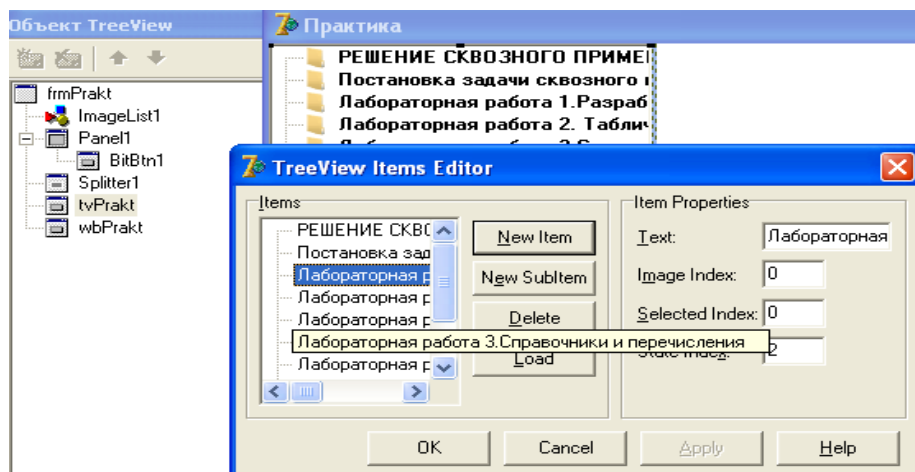 Объект TreeView
frmPrakt
ImageList1
Panel1
BitBtn1
Splitter1
tvPrakt
wbPrakt
Практика
РЕШЕНИЕ СКВОЗНОГО ПРИМЕ
Постановка задачи сквозного
Лабораторная работа 1.Разраб
Лабораторная работа 2. Таблич
TreeView Items Editor
Items
РЕШЕНИЕ СКВ
Постановка зад
Лабораторная р
Лабораторная р
Лабораторная р
Лабораторная работа 3.Справочники и перечисления
Лабораторная р
New Item
New SubItem
Delete
Load
Item Properties
Text: Лабораторная
Image Index: 0
Selected Index: 0
State Index: 2
OK
Cancel
Apply
Help